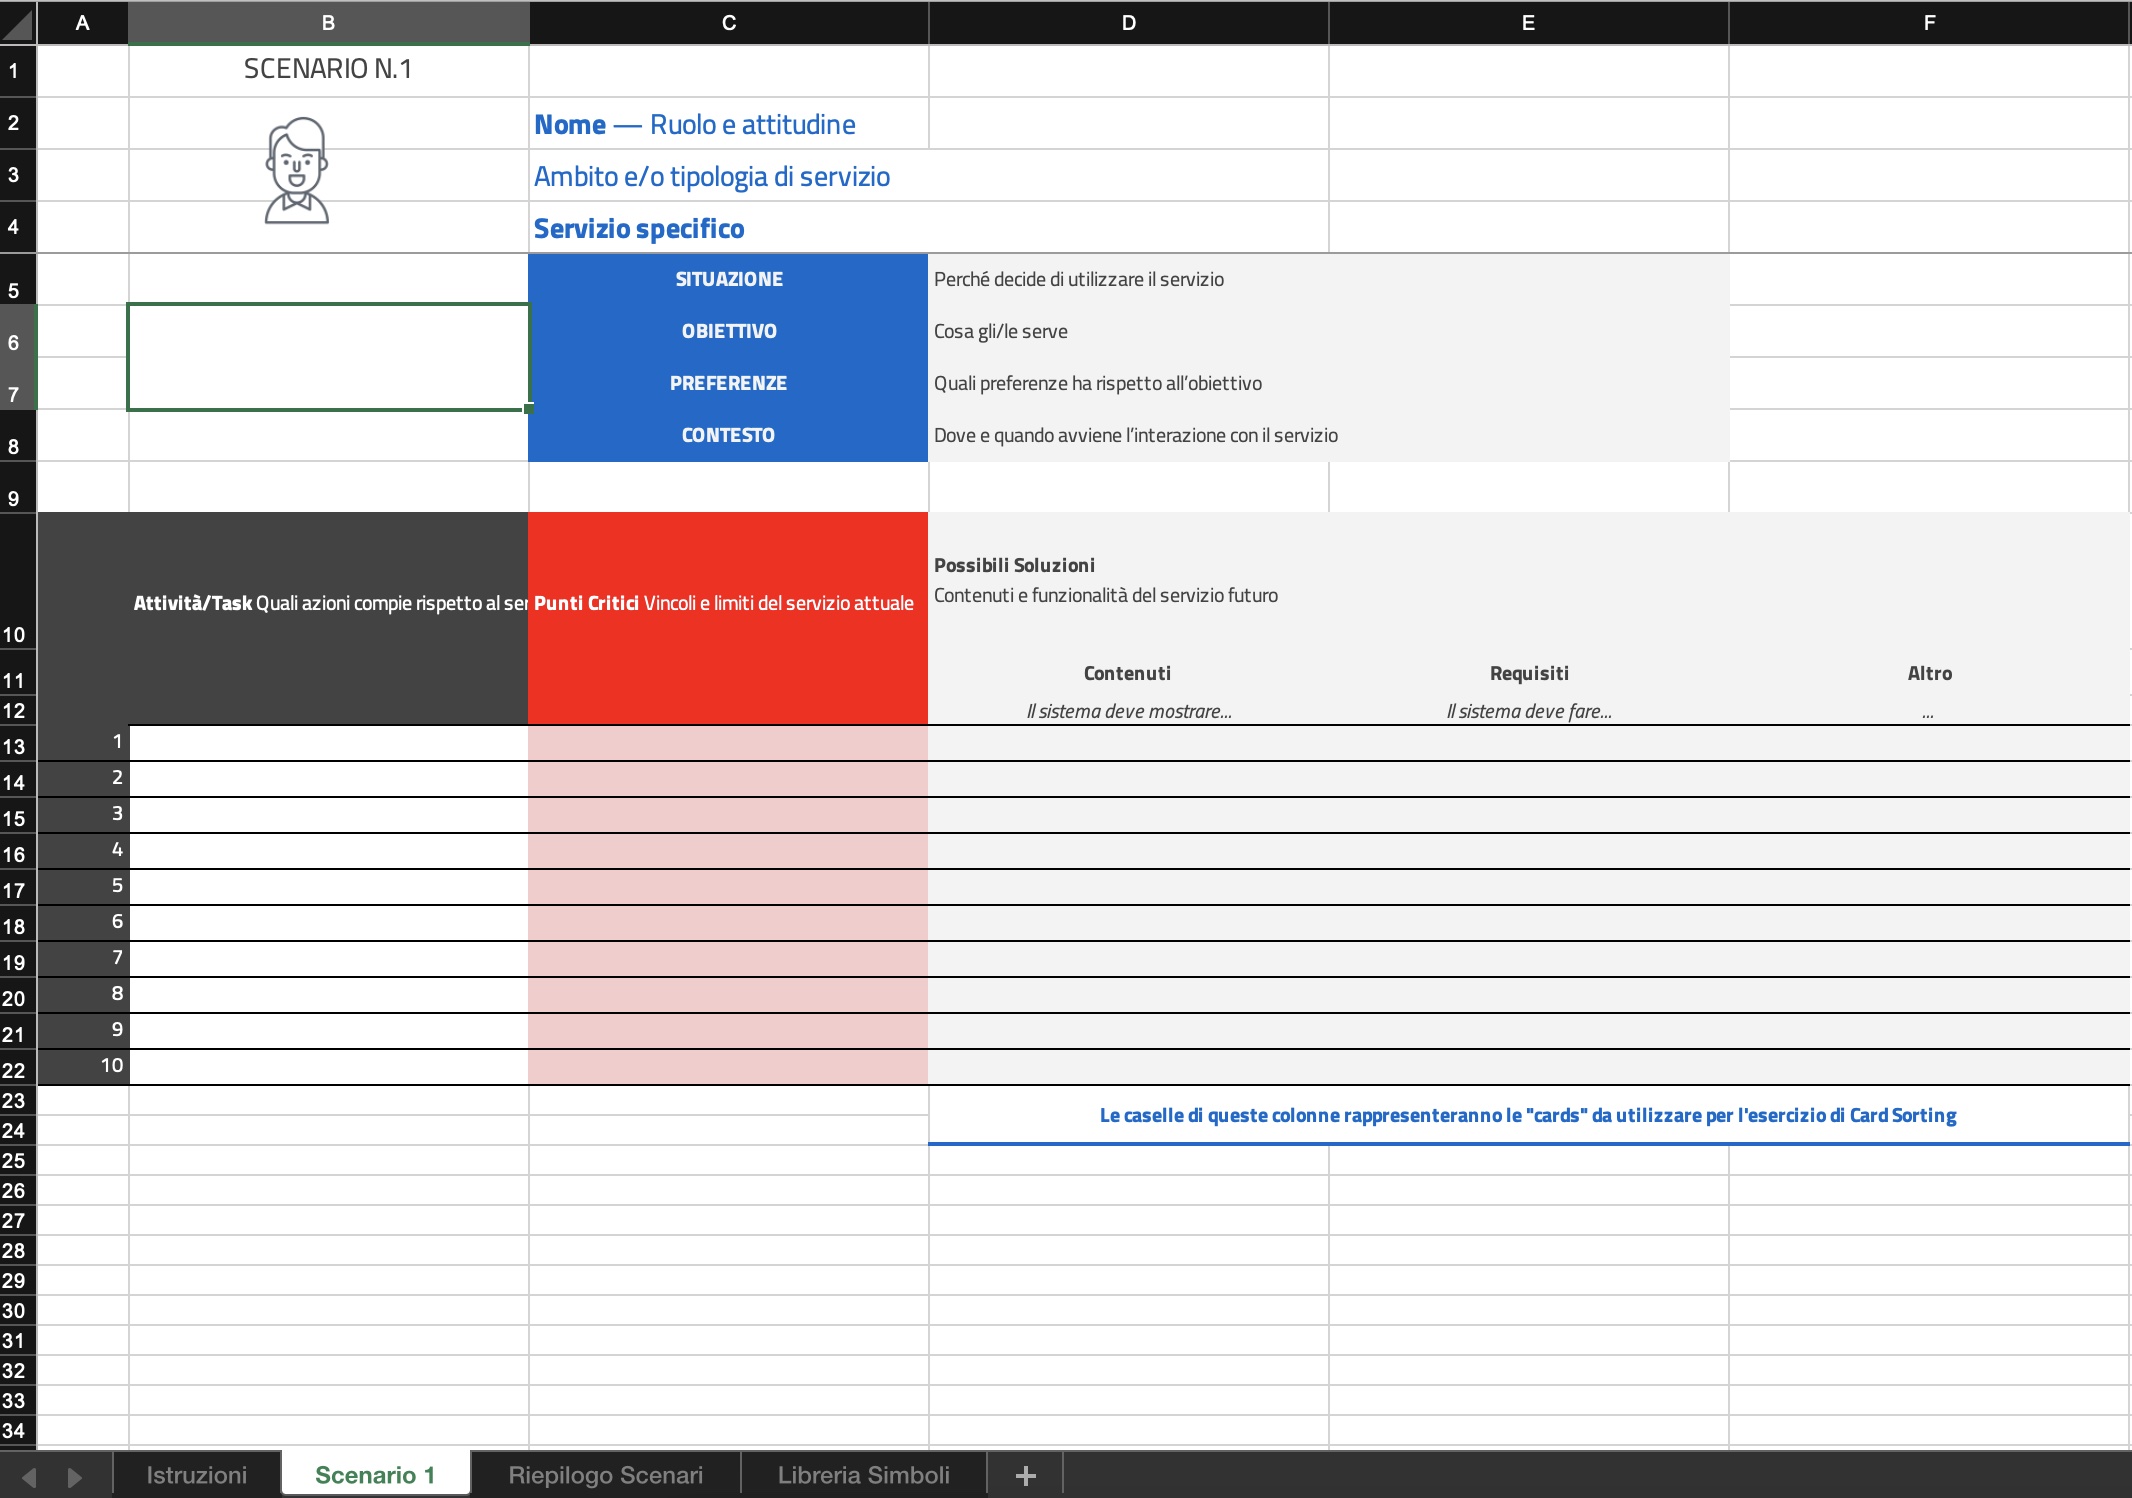 A B C D E F
1 SCENARIO N.1
2 Nome — Ruolo e attitudine
3 Ambito e/o tipologia di servizio
4 Servizio specifico
5 SITUAZIONE Perché decide di utilizzare il servizio
6 OBIETTIVO Cosa gli/le serve
7 PREFERENZE Quali preferenze ha rispetto all’obiettivo
8 CONTESTO Dove e quando avviene l’interazione con il servizio
9
Possibili Soluzioni
Attività/Task Quali azioni compie rispetto al ser Punti Critici Vincoli e limiti del servizio attuale Contenuti e funzionalità del servizio futuro
10
11 Contenuti Requisiti Altro
12 Il sistema deve mostrare... Il sistema deve fare... ...
13 1
14 2
15 3
16 4
17 5
18 6
19 7
20 8
21 9
22 10
23
Le caselle di queste colonne rappresenteranno le "cards" da utilizzare per l'esercizio di Card Sorting
24
25
26
27
28
29
30
31
32
33
34
Istruzioni Scenario 1 Riepilogo Scenari Libreria Simboli +